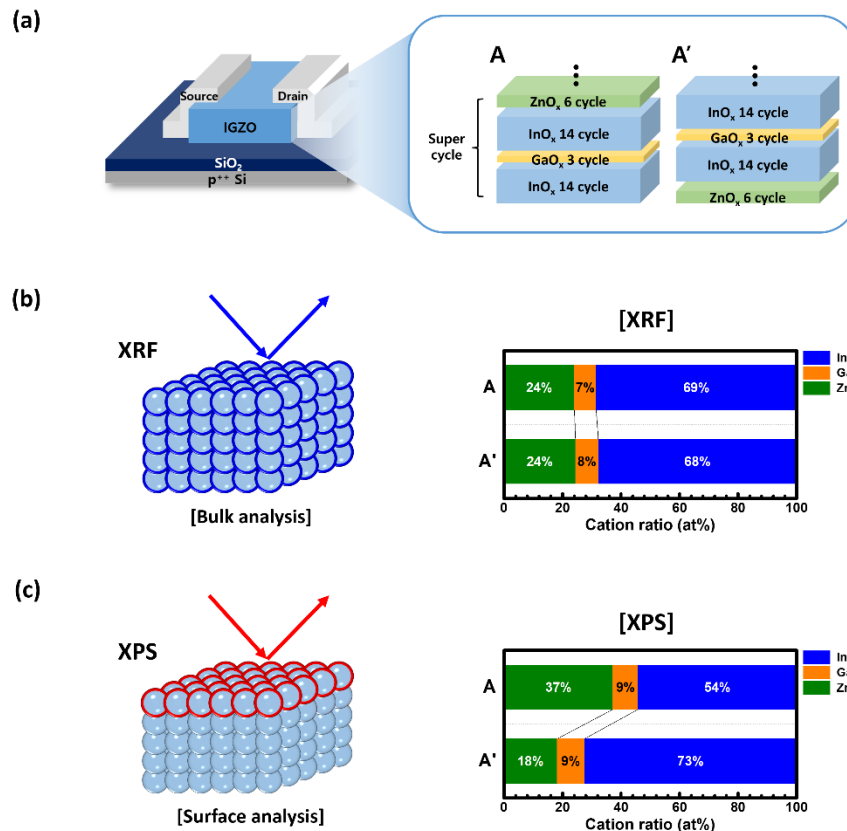 (a)
Source
Drain
IGZO
SiO₂
p⁺⁺ Si
A
A'
Super
cycle
ZnOₓ 6 cycle
InOₓ 14 cycle
GaOₓ 3 cycle
InOₓ 14 cycle
InOₓ 14 cycle
GaOₓ 3 cycle
InOₓ 14 cycle
ZnOₓ 6 cycle
(b)
XRF
[Bulk analysis]
[XRF]
In
A
24%
7%
69%
A'
24%
8%
68%
0
20
40
60
80
100
Cation ratio (at%)
(c)
XPS
[Surface analysis]
[XPS]
In
A
37%
9%
54%
A'
18%
9%
73%
0
20
40
60
80
100
Cation ratio (at%)